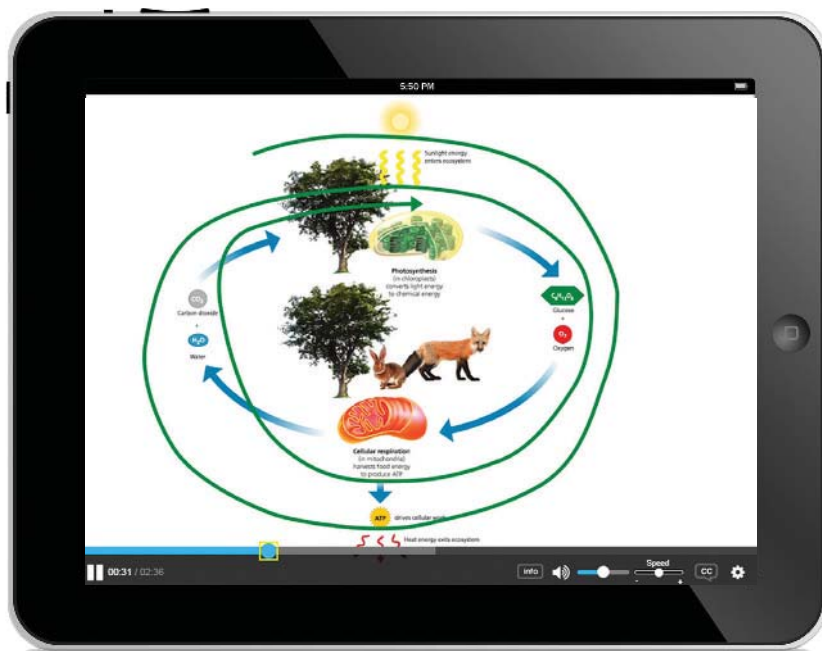 5:50 PM
Sunlight energy
enters ecosystem
Photosynthesis
(in chloroplasts)
converts light energy
to chemical energy
CO2
Carbon dioxide
+
H2O
Water
C6H12O6
Glucose
+
O2
Oxygen
Cellular respiration
(in mitochondria)
harvests food energy
to produce ATP
ATP
drives cellular work
Heat energy exits ecosystem
00:31 / 02:36
info
Speed
- +
CC